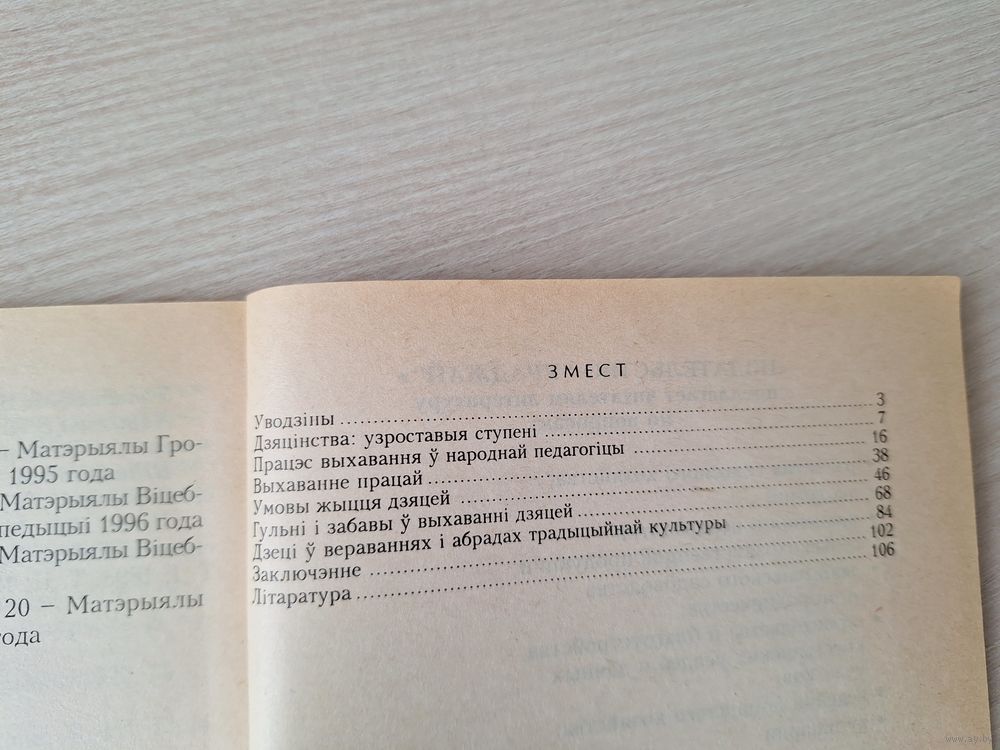 – Матэрыялы Гро-
1995 года
Матэрыялы Віцеб-
педыцыі 1996 года
Матэрыялы Віцеб-
20 – Матэрыялы
года
ЗМЕСТ
Уводзіны 3
Дзяцінства: узроставыя ступені 7
Працэс выхавання ў народнай педагогіцы 16
Выхаванне працай 38
Умовы жыцця дзяцей 46
Гульні і забавы ў выхаванні дзяцей 68
Дзеці ў вераваннях і абрадах традыцыйнай культуры 84
Заключэнне 102
Літаратура 106